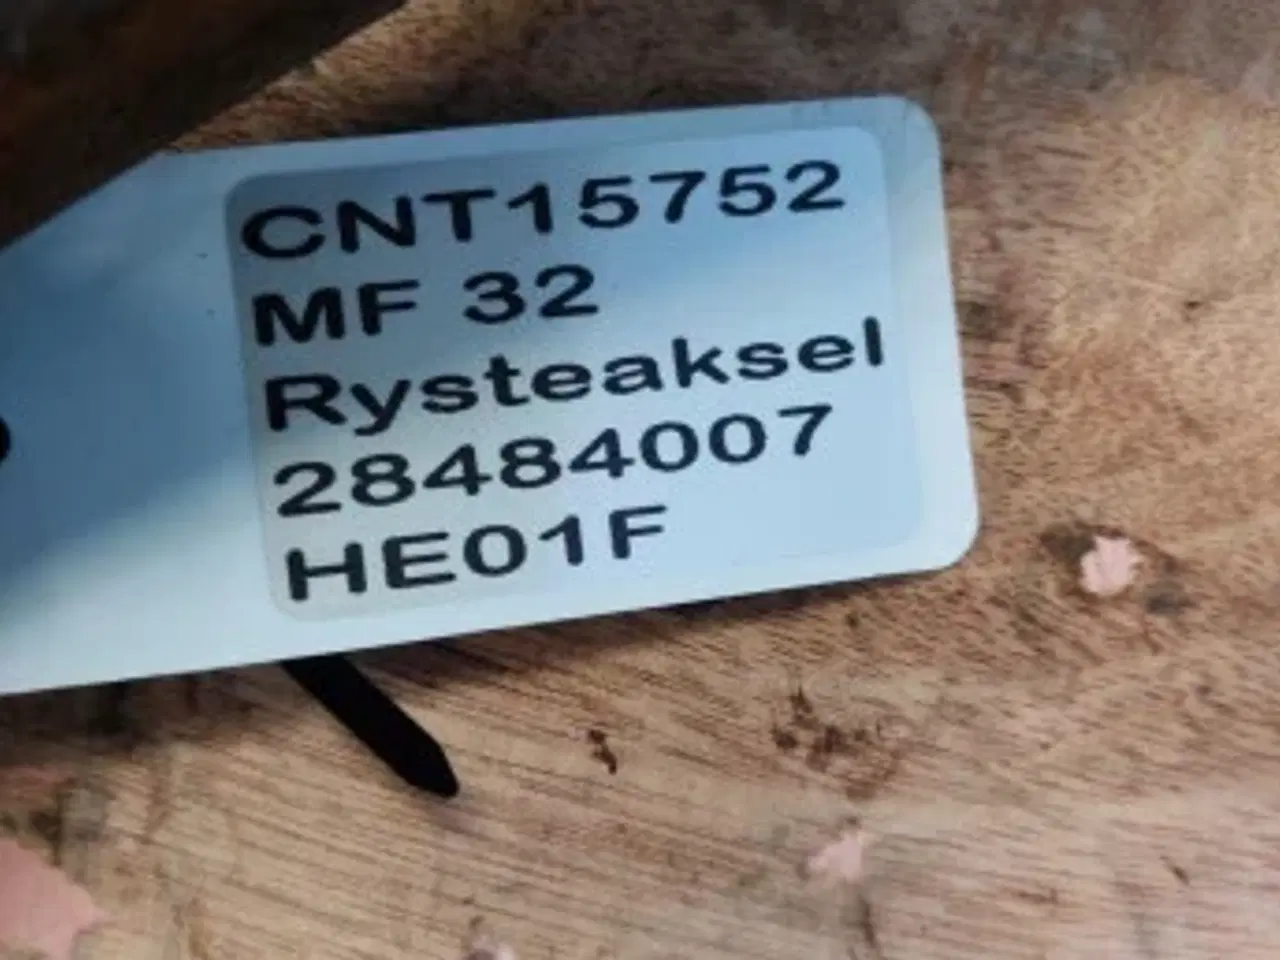 CNT15752
MF 32
Rysteaksel
28484007
HE01F